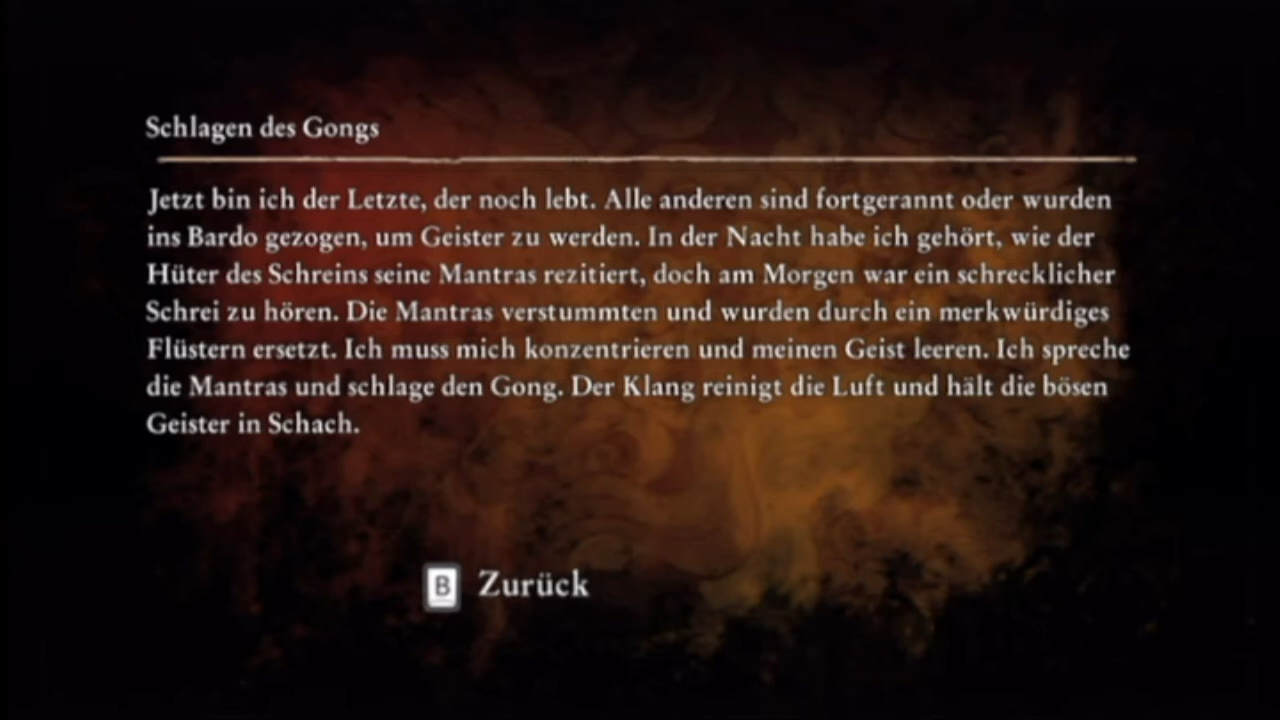 Schlagen des Gongs
Jetzt bin ich der Letzte, der noch lebt. Alle anderen sind fortgerannt oder wurden
ins Bardo gezogen, um Geister zu werden. In der Nacht habe ich gehört, wie der
Hüter des Schreins seine Mantras rezitiert, doch am Morgen war ein schrecklicher
Schrei zu hören. Die Mantras verstummten und wurden durch ein merkwürdiges
Flüstern ersetzt. Ich muss mich konzentrieren und meinen Geist leeren. Ich spreche
die Mantras und schlage den Gong. Der Klang reinigt die Luft und hält die bösen
Geister in Schach.
B Zurück